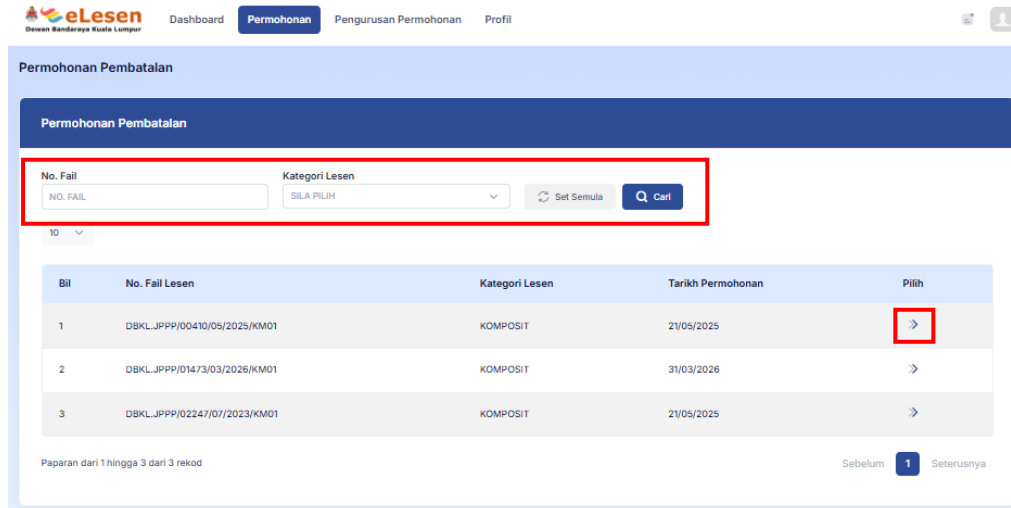 eLesen
Dewan Bandaraya Kuala Lumpur
Dashboard Permohonan Pengurusan Permohonan Profil
Permohonan Pembatalan
Permohonan Pembatalan
No. Fail Kategori Lesen
NO. FAIL SILA PILIH Set Semula Cari
10
Bil No. Fail Lesen Kategori Lesen Tarikh Permohonan Pilih
1 DBKL.JPPP/00410/05/2025/KM01 KOMPOSIT 21/05/2025
2 DBKL.JPPP/01473/03/2026/KM01 KOMPOSIT 31/03/2026
3 DBKL.JPPP/02247/07/2023/KM01 KOMPOSIT 21/05/2025
Paparan dari 1 hingga 3 dari 3 rekod Sebelum 1 Seterusnya